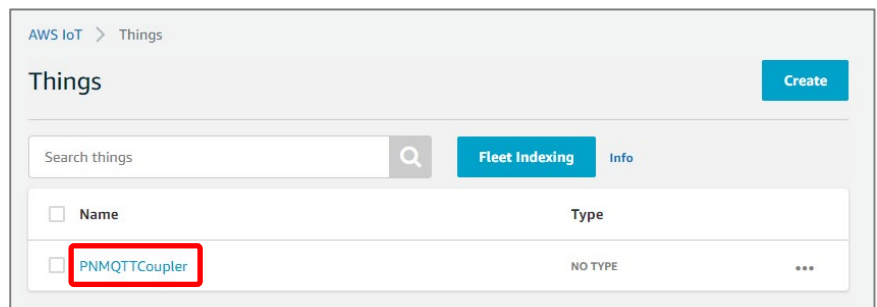 AWS IoT > Things
Things
Create
Search things
Fleet Indexing
Info
Name
Type
PNMQTTCoupler
NO TYPE
•••